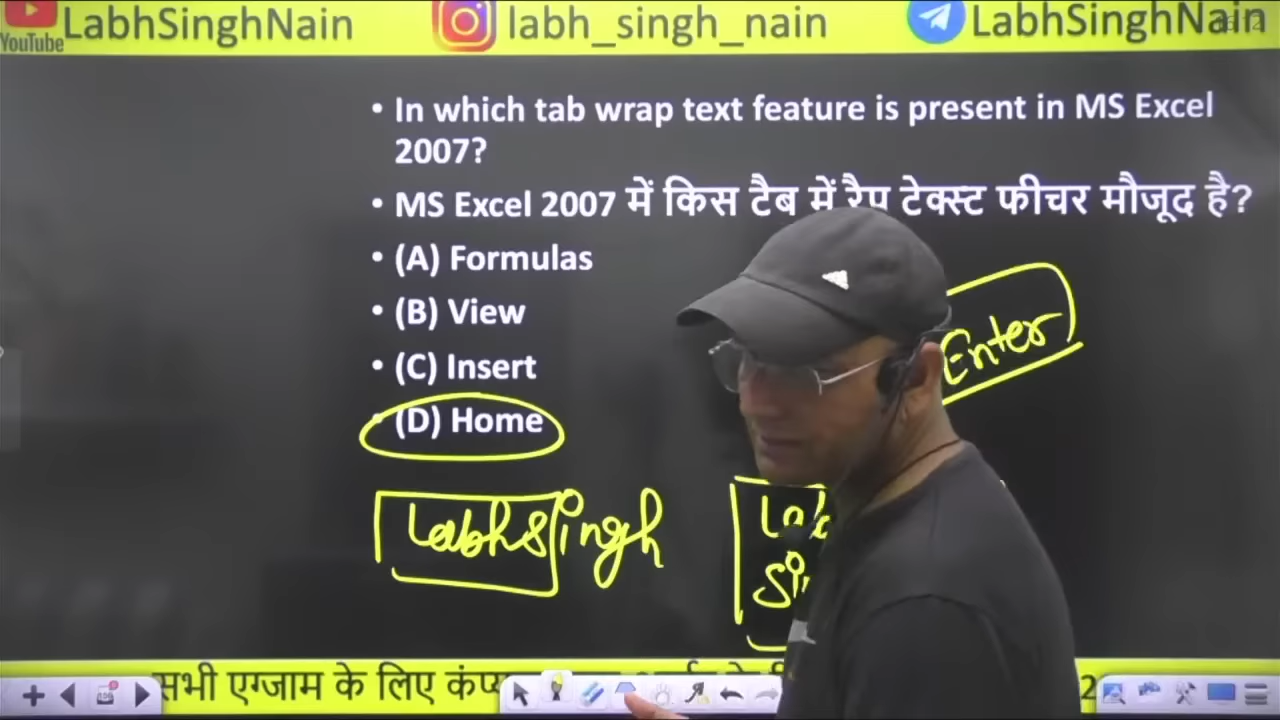 YouTube LabhSinghNain labh_singh_nain LabhSinghNain
• In which tab wrap text feature is present in MS Excel
2007?
• MS Excel 2007 में किस टैब में रैप टेक्स्ट फीचर मौजूद है?
• (A) Formulas
• (B) View
• (C) Insert
Enter
• (D) Home
Labhsingh
सभी एग्जाम के लिए